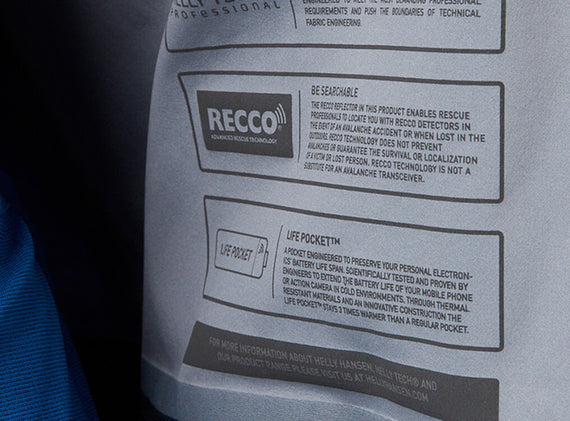 HELLY TECH
Professional
ENGINEERED TO MEET THE MOST DEMANDING PROFESSIONAL
REQUIREMENTS AND PUSH THE BOUNDARIES OF TECHNICAL
FABRIC ENGINEERING.
RECCO®
ADVANCED RESCUE TECHNOLOGY
BE SEARCHABLE
THE RECCO REFLECTOR IN THIS PRODUCT ENABLES RESCUE
PROFESSIONALS TO LOCATE YOU WITH RECCO DETECTORS IN
THE EVENT OF AN AVALANCHE ACCIDENT OR WHEN LOST IN THE
OUTDOORS. RECCO TECHNOLOGY DOES NOT PREVENT
AVALANCHES OR GUARANTEE THE SURVIVAL OR LOCALIZATION
OF A VICTIM OR LOST PERSON. RECCO TECHNOLOGY IS NOT A
SUBSTITUTE FOR AN AVALANCHE TRANSCEIVER.
LIFE POCKET
LIFE POCKET™
A POCKET ENGINEERED TO PRESERVE YOUR PERSONAL ELECTRON-
ICS' BATTERY LIFE SPAN. SCIENTIFICALLY TESTED AND PROVEN BY
ENGINEERS TO EXTEND THE BATTERY LIFE OF YOUR MOBILE PHONE
OR ACTION CAMERA IN COLD ENVIRONMENTS. THROUGH THERMAL
RESISTANT MATERIALS AND AN INNOVATIVE CONSTRUCTION THE
LIFE POCKET™ STAYS 3 TIMES WARMER THAN A REGULAR POCKET.
FOR MORE INFORMATION ABOUT HELLY HANSEN, HELLY TECH® AND
OUR PRODUCT RANGE PLEASE VISIT US AT HELLYHANSEN.COM